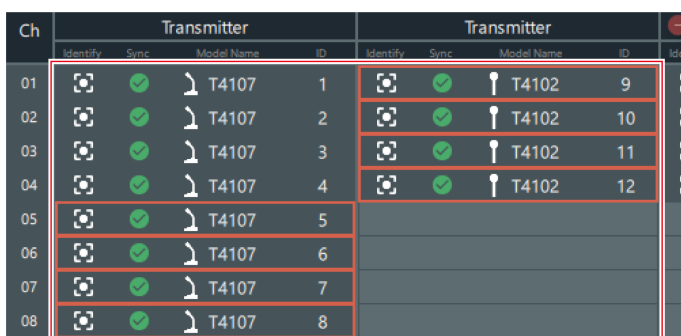 Ch Transmitter Transmitter
Identify Sync Model Name ID Identify Sync Model Name ID
01 T4107 1 T4102 9
02 T4107 2 T4102 10
03 T4107 3 T4102 11
04 T4107 4 T4102 12
05 T4107 5
06 T4107 6
07 T4107 7
08 T4107 8